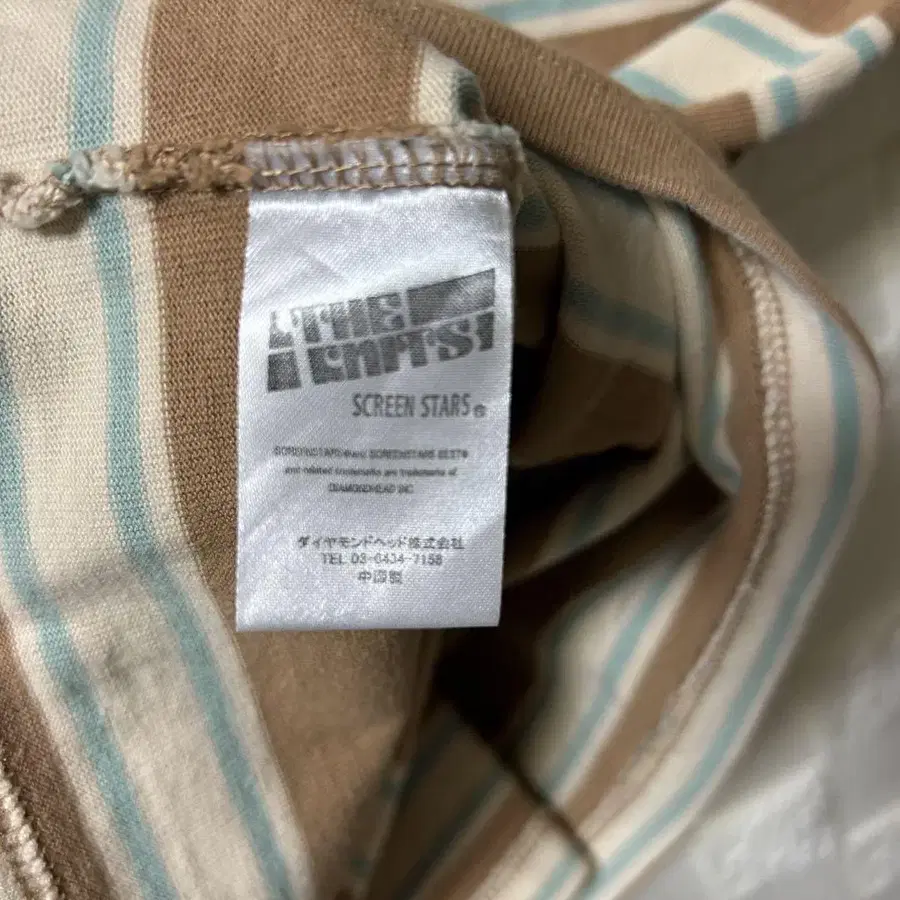 THE
KNITS!
SCREEN STARS®
SCREENSTARS® and SCREENSTARS BEST®
and related trademarks are trademarks of
DIAMONDHEAD INC
ダイヤモンドヘッド株式会社
TEL 03-6434-7158
中国製